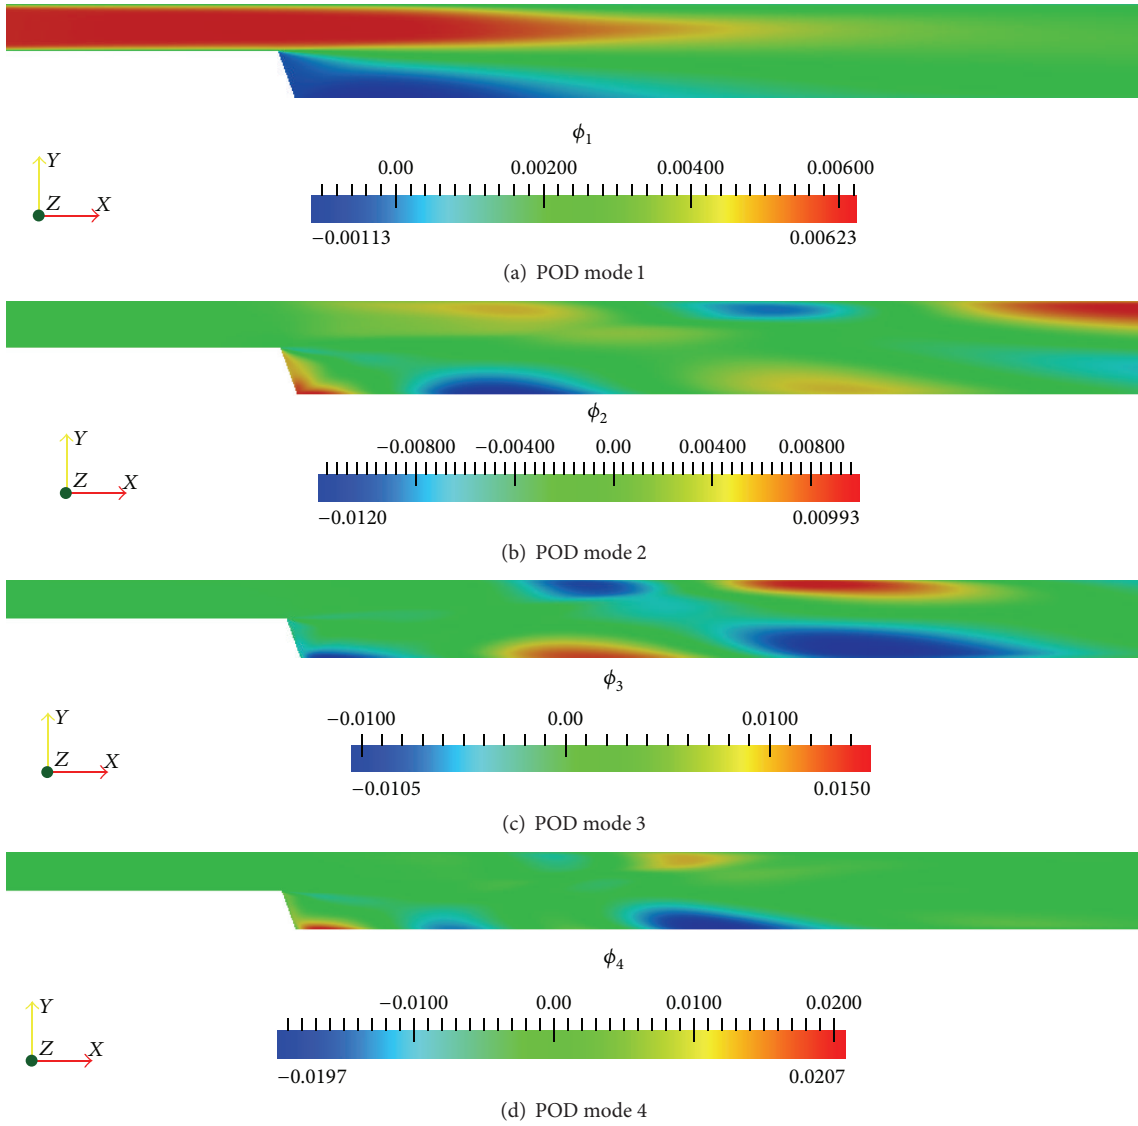 ϕ1
0.00 0.00200 0.00400 0.00600
−0.00113 0.00623
Y
Z X
(a) POD mode 1
ϕ2
−0.00800 −0.00400 0.00 0.00400 0.00800
−0.0120 0.00993
Y
Z X
(b) POD mode 2
ϕ3
−0.0100 0.00 0.0100
−0.0105 0.0150
Y
Z X
(c) POD mode 3
ϕ4
−0.0100 0.00 0.0100 0.0200
−0.0197 0.0207
Y
Z X
(d) POD mode 4